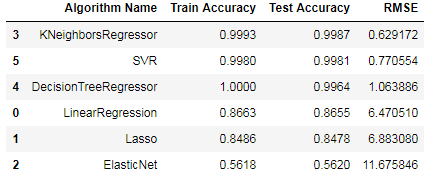 Algorithm Name Train Accuracy Test Accuracy RMSE
3 KNeighborsRegressor 0.9993 0.9987 0.629172
5 SVR 0.9980 0.9981 0.770554
4 DecisionTreeRegressor 1.0000 0.9964 1.063886
0 LinearRegression 0.8663 0.8655 6.470510
1 Lasso 0.8486 0.8478 6.883080
2 ElasticNet 0.5618 0.5620 11.675846